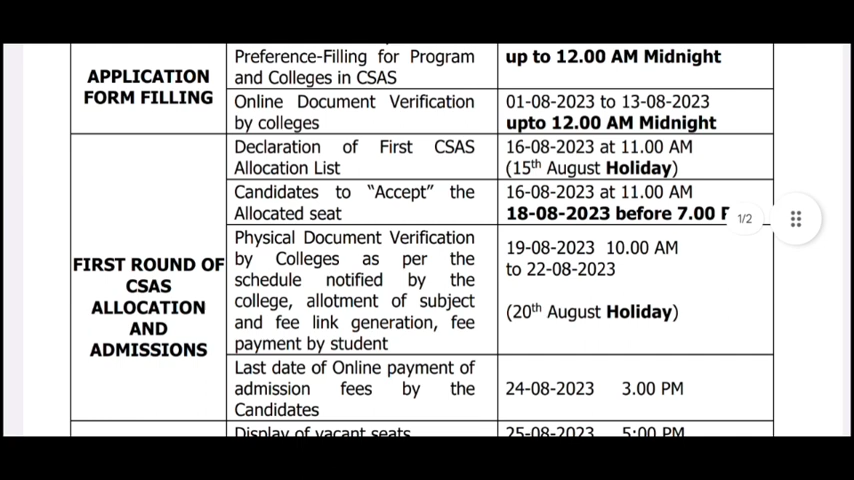 APPLICATION
FORM FILLING
Preference-Filling for Program
and Colleges in CSAS
up to 12.00 AM Midnight
Online Document Verification
by colleges
01-08-2023 to 13-08-2023
upto 12.00 AM Midnight
FIRST ROUND OF
CSAS
ALLOCATION
AND
ADMISSIONS
Declaration of First CSAS
Allocation List
16-08-2023 at 11.00 AM
(15th August Holiday)
Candidates to “Accept” the
Allocated seat
16-08-2023 at 11.00 AM
18-08-2023 before 7.00
1/2
Physical Document Verification
by Colleges as per the
schedule notified by the
college, allotment of subject
and fee link generation, fee
payment by student
19-08-2023 10.00 AM
to 22-08-2023
(20th August Holiday)
Last date of Online payment of
admission fees by the
Candidates
24-08-2023 3.00 PM
Display of vacant seats
25-08-2023 5:00 PM